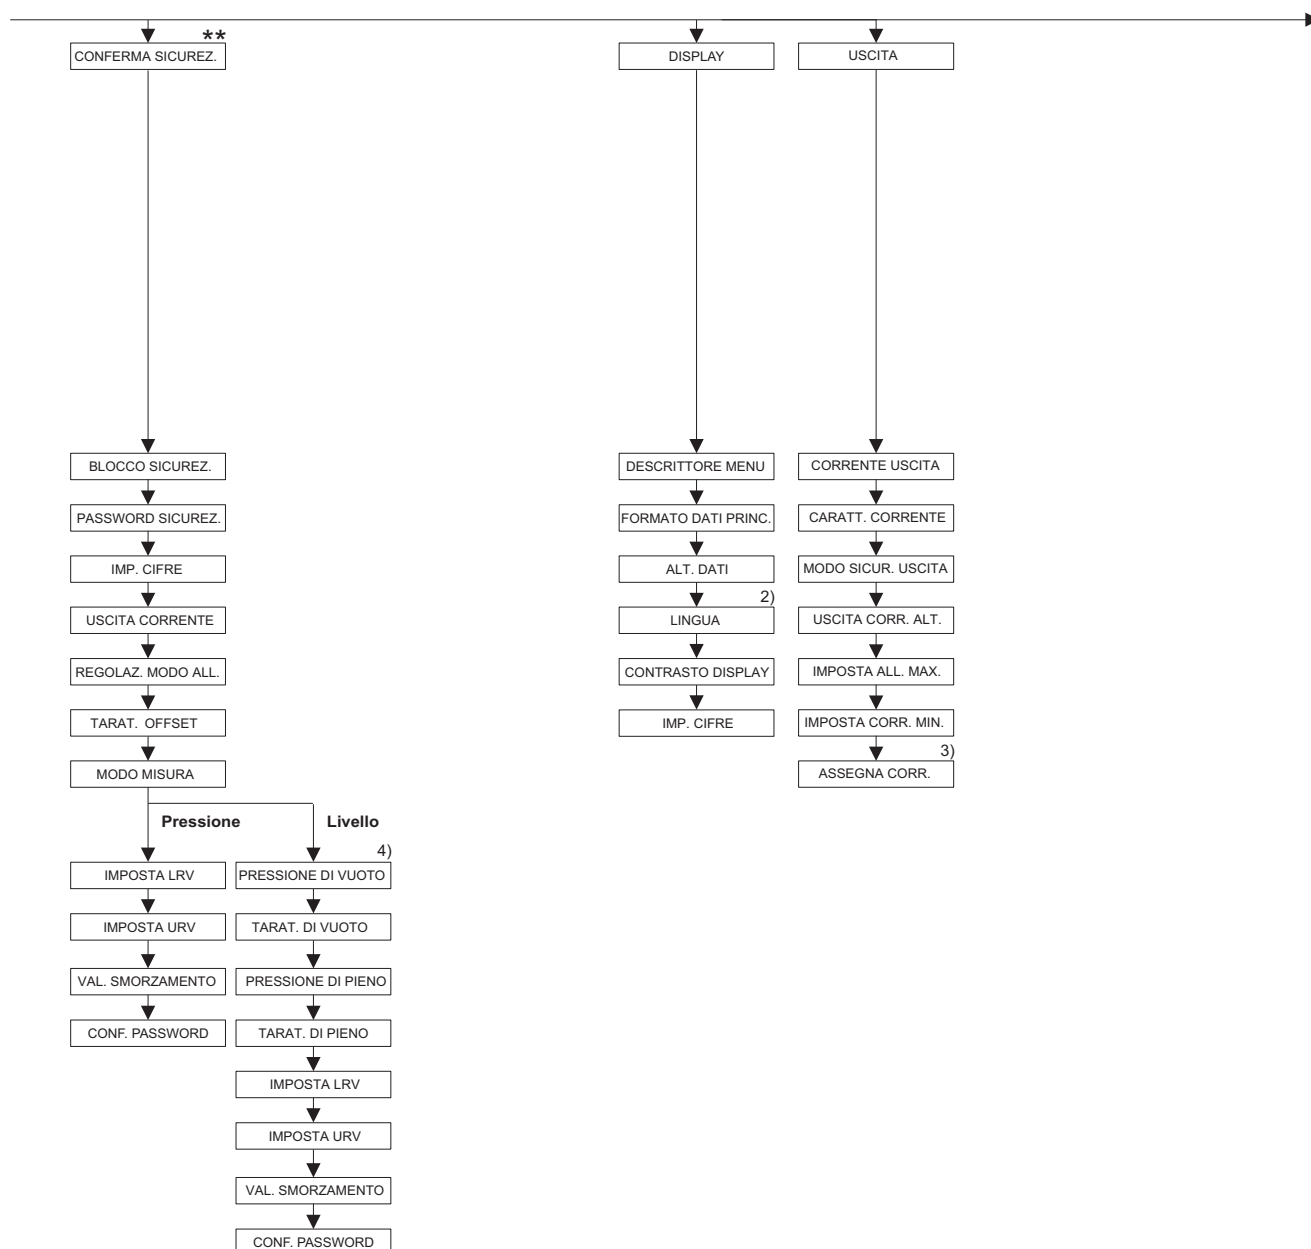 **
CONFERMA SICUREZ.
DISPLAY
USCITA
BLOCCO SICUREZ.
DESCRITTORE MENU
CORRENTE USCITA
PASSWORD SICUREZ.
FORMATO DATI PRINC.
CARATT. CORRENTE
IMP. CIFRE
ALT. DATI
MODO SICUR. USCITA
2)
USCITA CORRENTE
LINGUA
USCITA CORR. ALT.
REGOLAZ. MODO ALL.
CONTRASTO DISPLAY
IMPOSTA ALL. MAX.
TARAT. OFFSET
IMP. CIFRE
IMPOSTA CORR. MIN.
3)
MODO MISURA
ASSEGNA CORR.
Pressione
Livello
4)
IMPOSTA LRV
PRESSIONE DI VUOTO
IMPOSTA URV
TARAT. DI VUOTO
VAL. SMORZAMENTO
PRESSIONE DI PIENO
CONF. PASSWORD
TARAT. DI PIENO
IMPOSTA LRV
IMPOSTA URV
VAL. SMORZAMENTO
CONF. PASSWORD